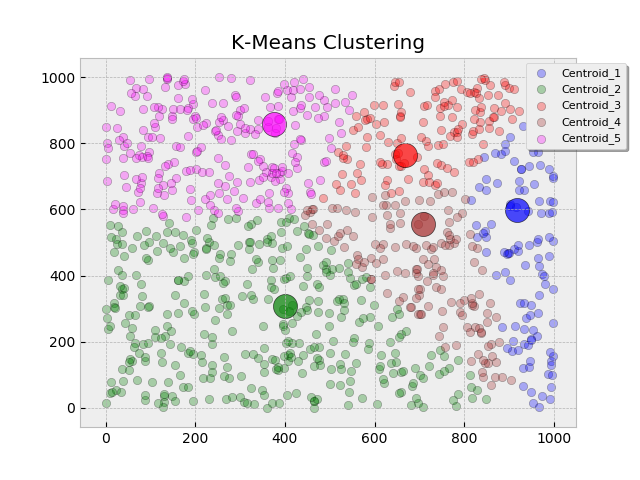 K-Means Clustering
1000
800
600
400
200
0
0 200 400 600 800 1000
Centroid_1
Centroid_2
Centroid_3
Centroid_4
Centroid_5